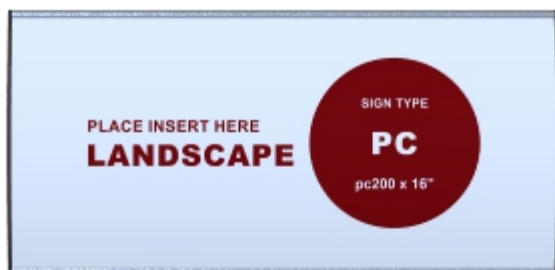 PLACE INSERT HERE
LANDSCAPE
SIGN TYPE
PC
pc200 x 16"